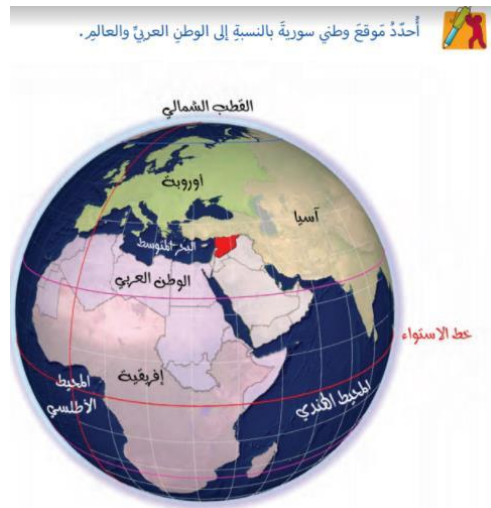 أُحدّدُ مَوقعَ وطني سوريةَ بالنسبةِ إلى الوطنِ العربيِّ والعالمِ.
القطب الشمالي
أوروبة
آسيا
البحر المتوسط
الوطن العربي
خط الاستواء
إفريقية
المحيط الأطلسي
المحيط الهندي